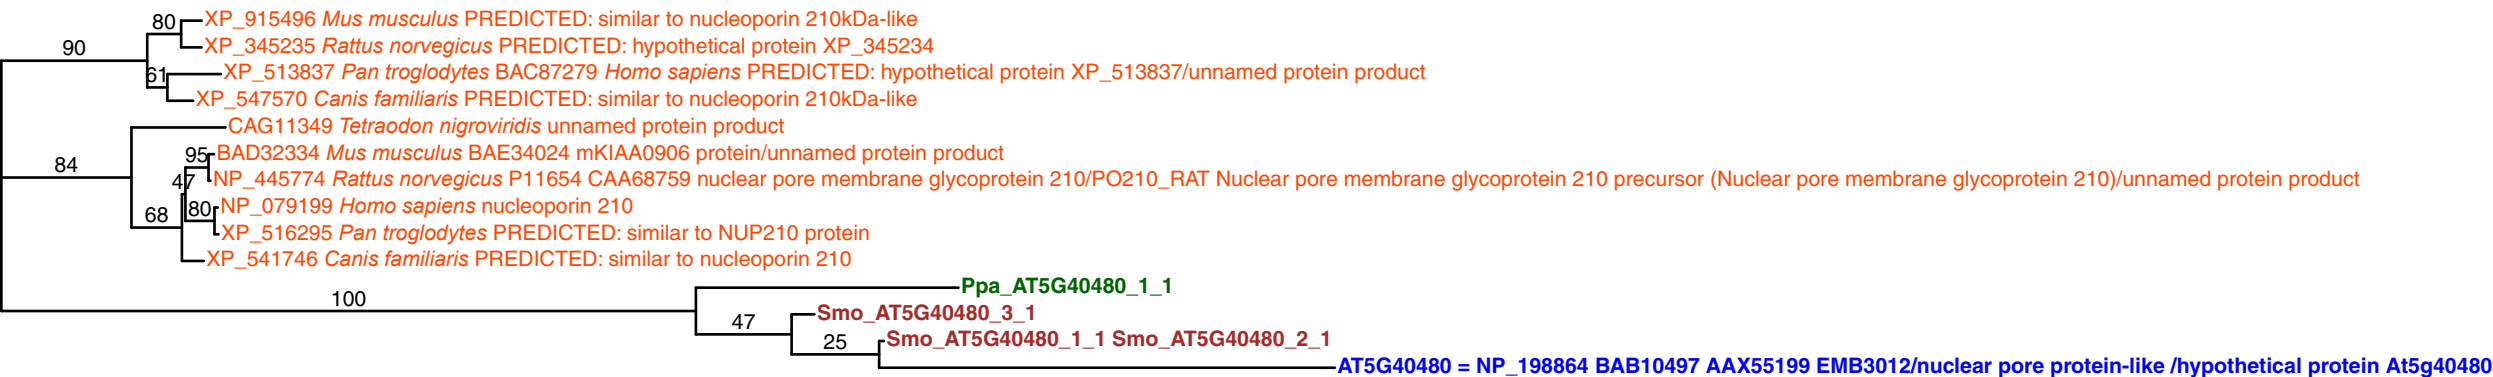 80 XP_915496 Mus musculus PREDICTED: similar to nucleoporin 210kDa-like
90 XP_345235 Rattus norvegicus PREDICTED: hypothetical protein XP_345234
61 XP_513837 Pan troglodytes BAC87279 Homo sapiens PREDICTED: hypothetical protein XP_513837/unnamed protein product
XP_547570 Canis familiaris PREDICTED: similar to nucleoporin 210kDa-like
CAG11349 Tetraodon nigroviridis unnamed protein product
95 BAD32334 Mus musculus BAE34024 mKIAA0906 protein/unnamed protein product
84 47 NP_445774 Rattus norvegicus P11654 CAA68759 nuclear pore membrane glycoprotein 210/PO210_RAT Nuclear pore membrane glycoprotein 210 precursor (Nuclear pore membrane glycoprotein 210)/unnamed protein product
68 80 NP_079199 Homo sapiens nucleoporin 210
XP_516295 Pan troglodytes PREDICTED: similar to NUP210 protein
XP_541746 Canis familiaris PREDICTED: similar to nucleoporin 210
Ppa_AT5G40480_1_1
100 Smo_AT5G40480_3_1
47 25 Smo_AT5G40480_1_1 Smo_AT5G40480_2_1
AT5G40480 = NP_198864 BAB10497 AAX55199 EMB3012/nuclear pore protein-like /hypothetical protein At5g40480